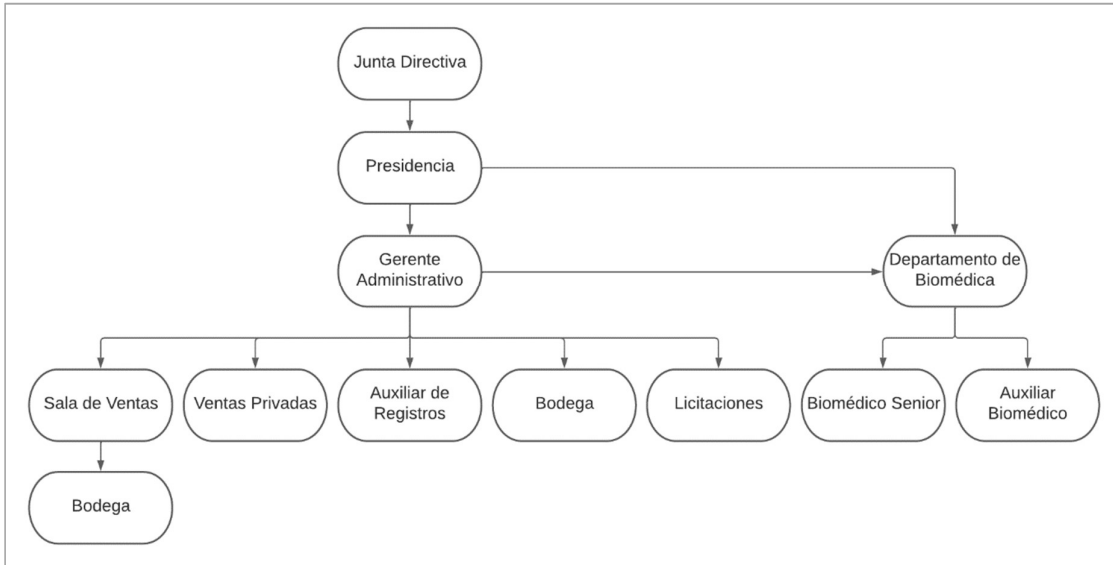 Junta Directiva
Presidencia
Gerente
Administrativo
Departamento de
Biomédica
Sala de Ventas
Ventas Privadas
Auxiliar de
Registros
Bodega
Licitaciones
Biomédico Senior
Auxiliar
Biomédico
Bodega